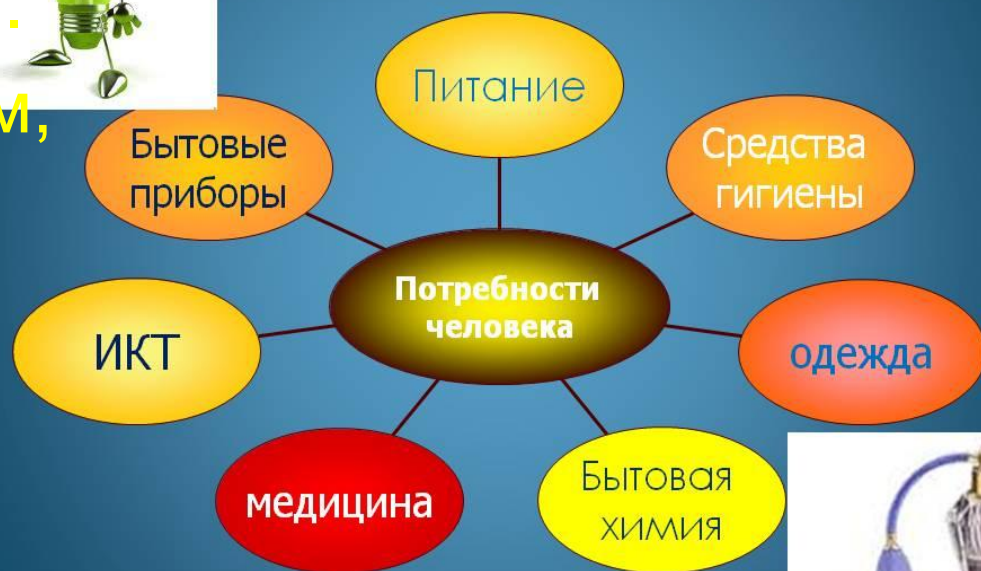 м,
Питание
Бытовые
приборы
Средства
гигиены
Потребности
человека
ИКТ
одежда
медицина
Бытовая
химия